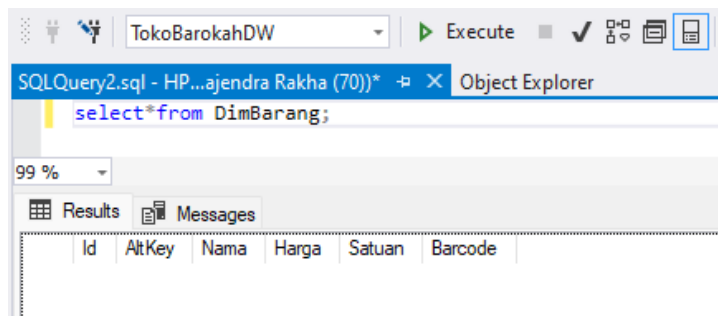 TokoBarokahDW Execute
SQLQuery2.sql - HP...ajendra Rakha (70))* Object Explorer
select*from DimBarang;
99 %
Results Messages
Id AltKey Nama Harga Satuan Barcode